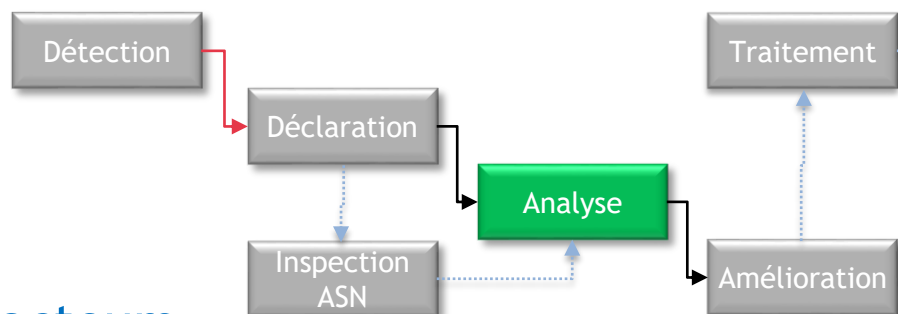 Détection
Traitement
Déclaration
Analyse
Inspection
ASN
Amélioration